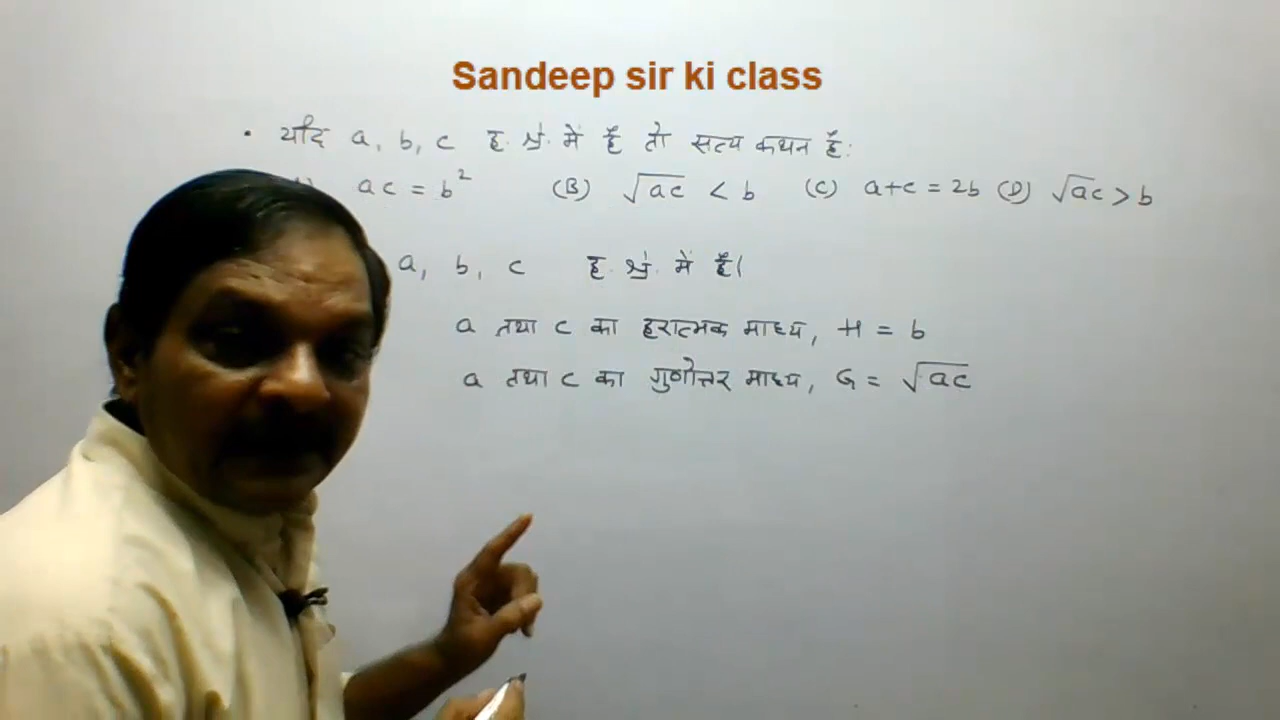 Sandeep sir ki class
• यदि a, b, c ह. श्रे. में हैं तो सत्य कथन है:
) ac = b² (B) √ac < b (C) a+c = 2b (D) √ac > b
a, b, c ह. श्रे. में हैं।
a तथा c का हरात्मक माध्य, H = b
a तथा c का गुणोत्तर माध्य, G = √ac